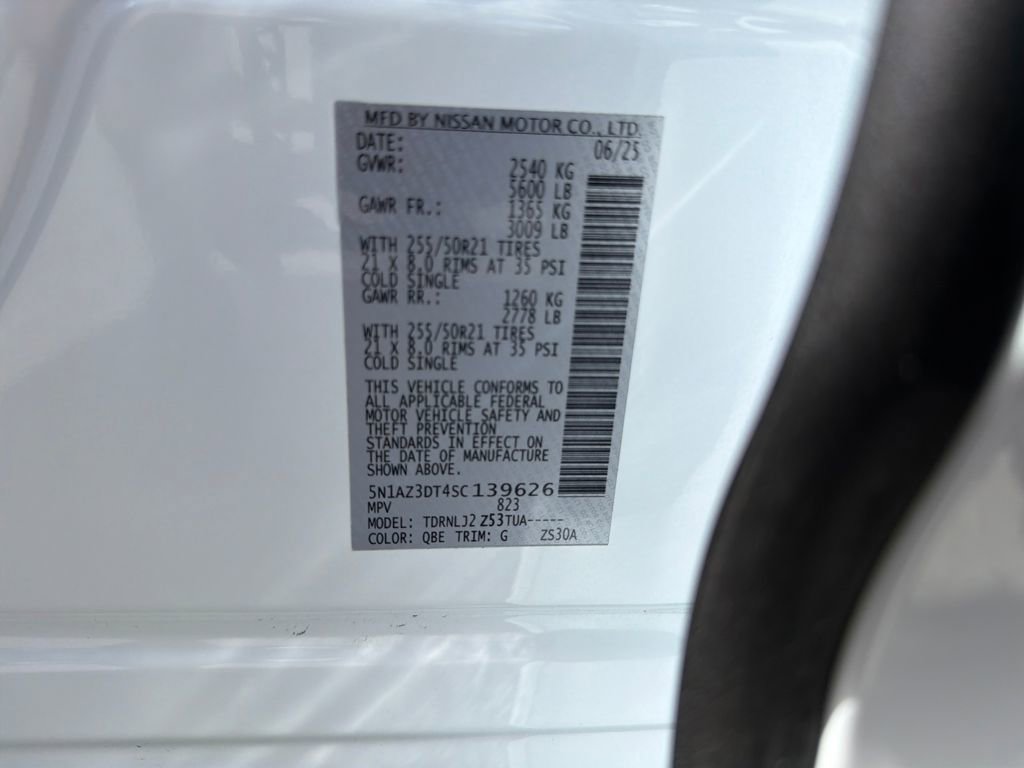 MFD BY NISSAN MOTOR CO., LTD.
DATE: 06/25
GVWR: 2540 KG
5600 LB
GAWR FR.: 1365 KG
3009 LB
WITH 255/50R21 TIRES
21 X 8.0 RIMS AT 35 PSI
COLD SINGLE
GAWR RR.: 1260 KG
2778 LB
WITH 255/50R21 TIRES
21 X 8.0 RIMS AT 35 PSI
COLD SINGLE
THIS VEHICLE CONFORMS TO
ALL APPLICABLE FEDERAL
MOTOR VEHICLE SAFETY AND
THEFT PREVENTION
STANDARDS IN EFFECT ON
THE DATE OF MANUFACTURE
SHOWN ABOVE.
5N1AZ3DT4SC139626
MPV 823
MODEL: TDRNLJ2 Z53TUA-----
COLOR: QBE TRIM: G ZS30A